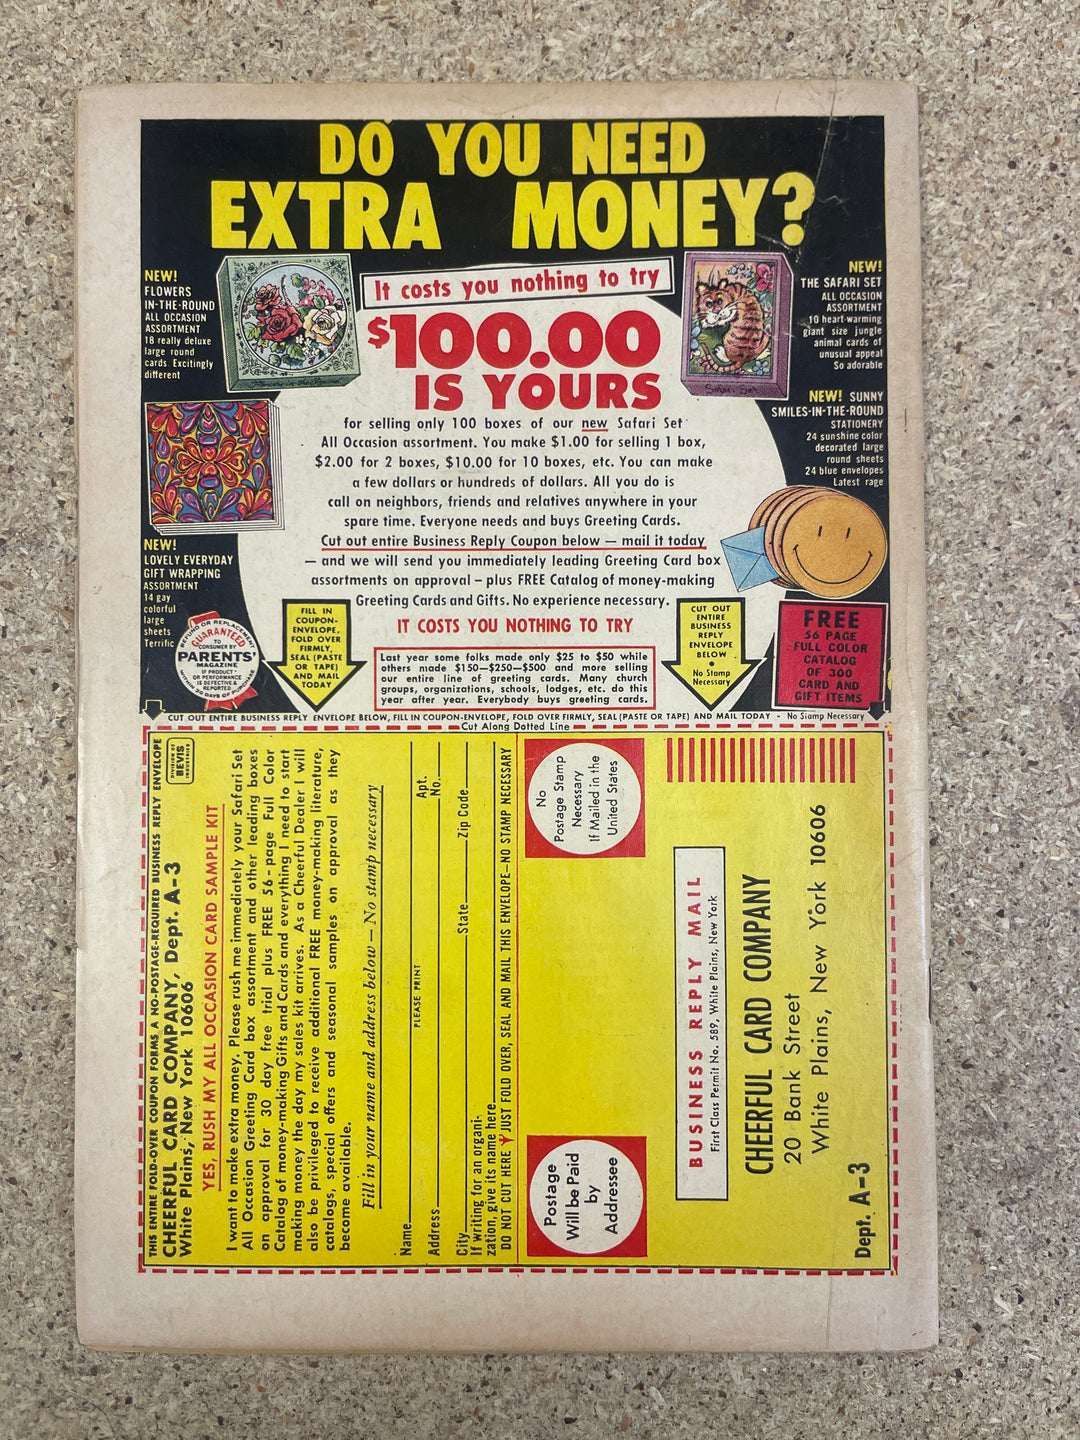 DO YOU NEED
EXTRA MONEY?
It costs you nothing to try
$100.00
IS YOURS
for selling only 100 boxes of our new Safari Set
All Occasion assortment. You make $1.00 for selling 1 box,
$2.00 for 2 boxes, $10.00 for 10 boxes, etc. You can make
a few dollars or hundreds of dollars. All you do is
call on neighbors, friends and relatives anywhere in your
spare time. Everyone needs and buys Greeting Cards.
Cut out entire Business Reply Coupon below — mail it today
— and we will send you immediately leading Greeting Card box
assortments on approval – plus FREE Catalog of money-making
Greeting Cards and Gifts. No experience necessary.
IT COSTS YOU NOTHING TO TRY
Last year some folks made only $25 to $50 while
others made $150—$250—$500 and more selling
our entire line of greeting cards. Many church
groups, organizations, schools, lodges, etc. do this
year after year. Everybody buys greeting cards.
NEW!
FLOWERS
IN-THE-ROUND
ALL OCCASION
ASSORTMENT
18 really deluxe
large round
cards Excitingly
different
NEW!
LOVELY EVERYDAY
GIFT WRAPPING
ASSORTMENT
14 gay
colorful
large
sheets
Terrific
REFUND OR REPLACEMENT
GUARANTEED
TO
CONSUMER BY
PARENTS'
MAGAZINE
IF PRODUCT
OR PERFORMANCE
IS DEFECTIVE &
REPORTED
WITHIN 30 DAYS OF PURCHASE
FILL IN
COUPON-
ENVELOPE,
FOLD OVER
FIRMLY,
SEAL (PASTE
OR TAPE)
AND MAIL
TODAY
NEW!
THE SAFARI SET
ALL OCCASION
ASSORTMENT
10 heart-warming
giant size jungle
animal cards of
unusual appeal
So adorable
Safari Set
NEW! SUNNY
SMILES-IN-THE-ROUND
STATIONERY
24 sunshine color
decorated large
round sheets
24 blue envelopes
Latest rage
CUT OUT
ENTIRE
BUSINESS
REPLY
ENVELOPE
BELOW
•
No Stamp
Necessary
FREE
56 PAGE
FULL COLOR
CATALOG
OF 300
CARD AND
GIFT ITEMS
CUT OUT ENTIRE BUSINESS REPLY ENVELOPE BELOW, FILL IN COUPON-ENVELOPE, FOLD OVER FIRMLY, SEAL (PASTE OR TAPE) AND MAIL TODAY - No Stamp Necessary
Cut Along Dotted Line
THIS ENTIRE FOLD-OVER COUPON FORMS A NO-POSTAGE-REQUIRED BUSINESS REPLY ENVELOPE
CHEERFUL CARD COMPANY, Dept. A-3
White Plains, New York 10606
DIVISION OF
BEVIS
INDUSTRIES
YES, RUSH MY ALL OCCASION CARD SAMPLE KIT
I want to make extra money. Please rush me immediately your Safari Set
All Occasion Greeting Card box assortment and other leading boxes
on approval for 30 day free trial plus FREE 56-page Full Color
Catalog of money-making Gifts and Cards and everything I need to start
making money the day my sales kit arrives. As a Cheerful Dealer I will
also be privileged to receive additional FREE money-making literature,
catalogs, special offers and seasonal samples on approval as they
become available.
Fill in your name and address below — No stamp necessary
Name
PLEASE PRINT
Address Apt. No.
City State Zip Code
If writing for an organi-
zation, give its name here
DO NOT CUT HERE JUST FOLD OVER, SEAL AND MAIL THIS ENVELOPE—NO STAMP NECESSARY
No
Postage Stamp
Necessary
If Mailed in the
United States
Postage
Will be Paid
by
Addressee
BUSINESS REPLY MAIL
First Class Permit No. 589, White Plains, New York
CHEERFUL CARD COMPANY
20 Bank Street
White Plains, New York 10606
Dept. A-3